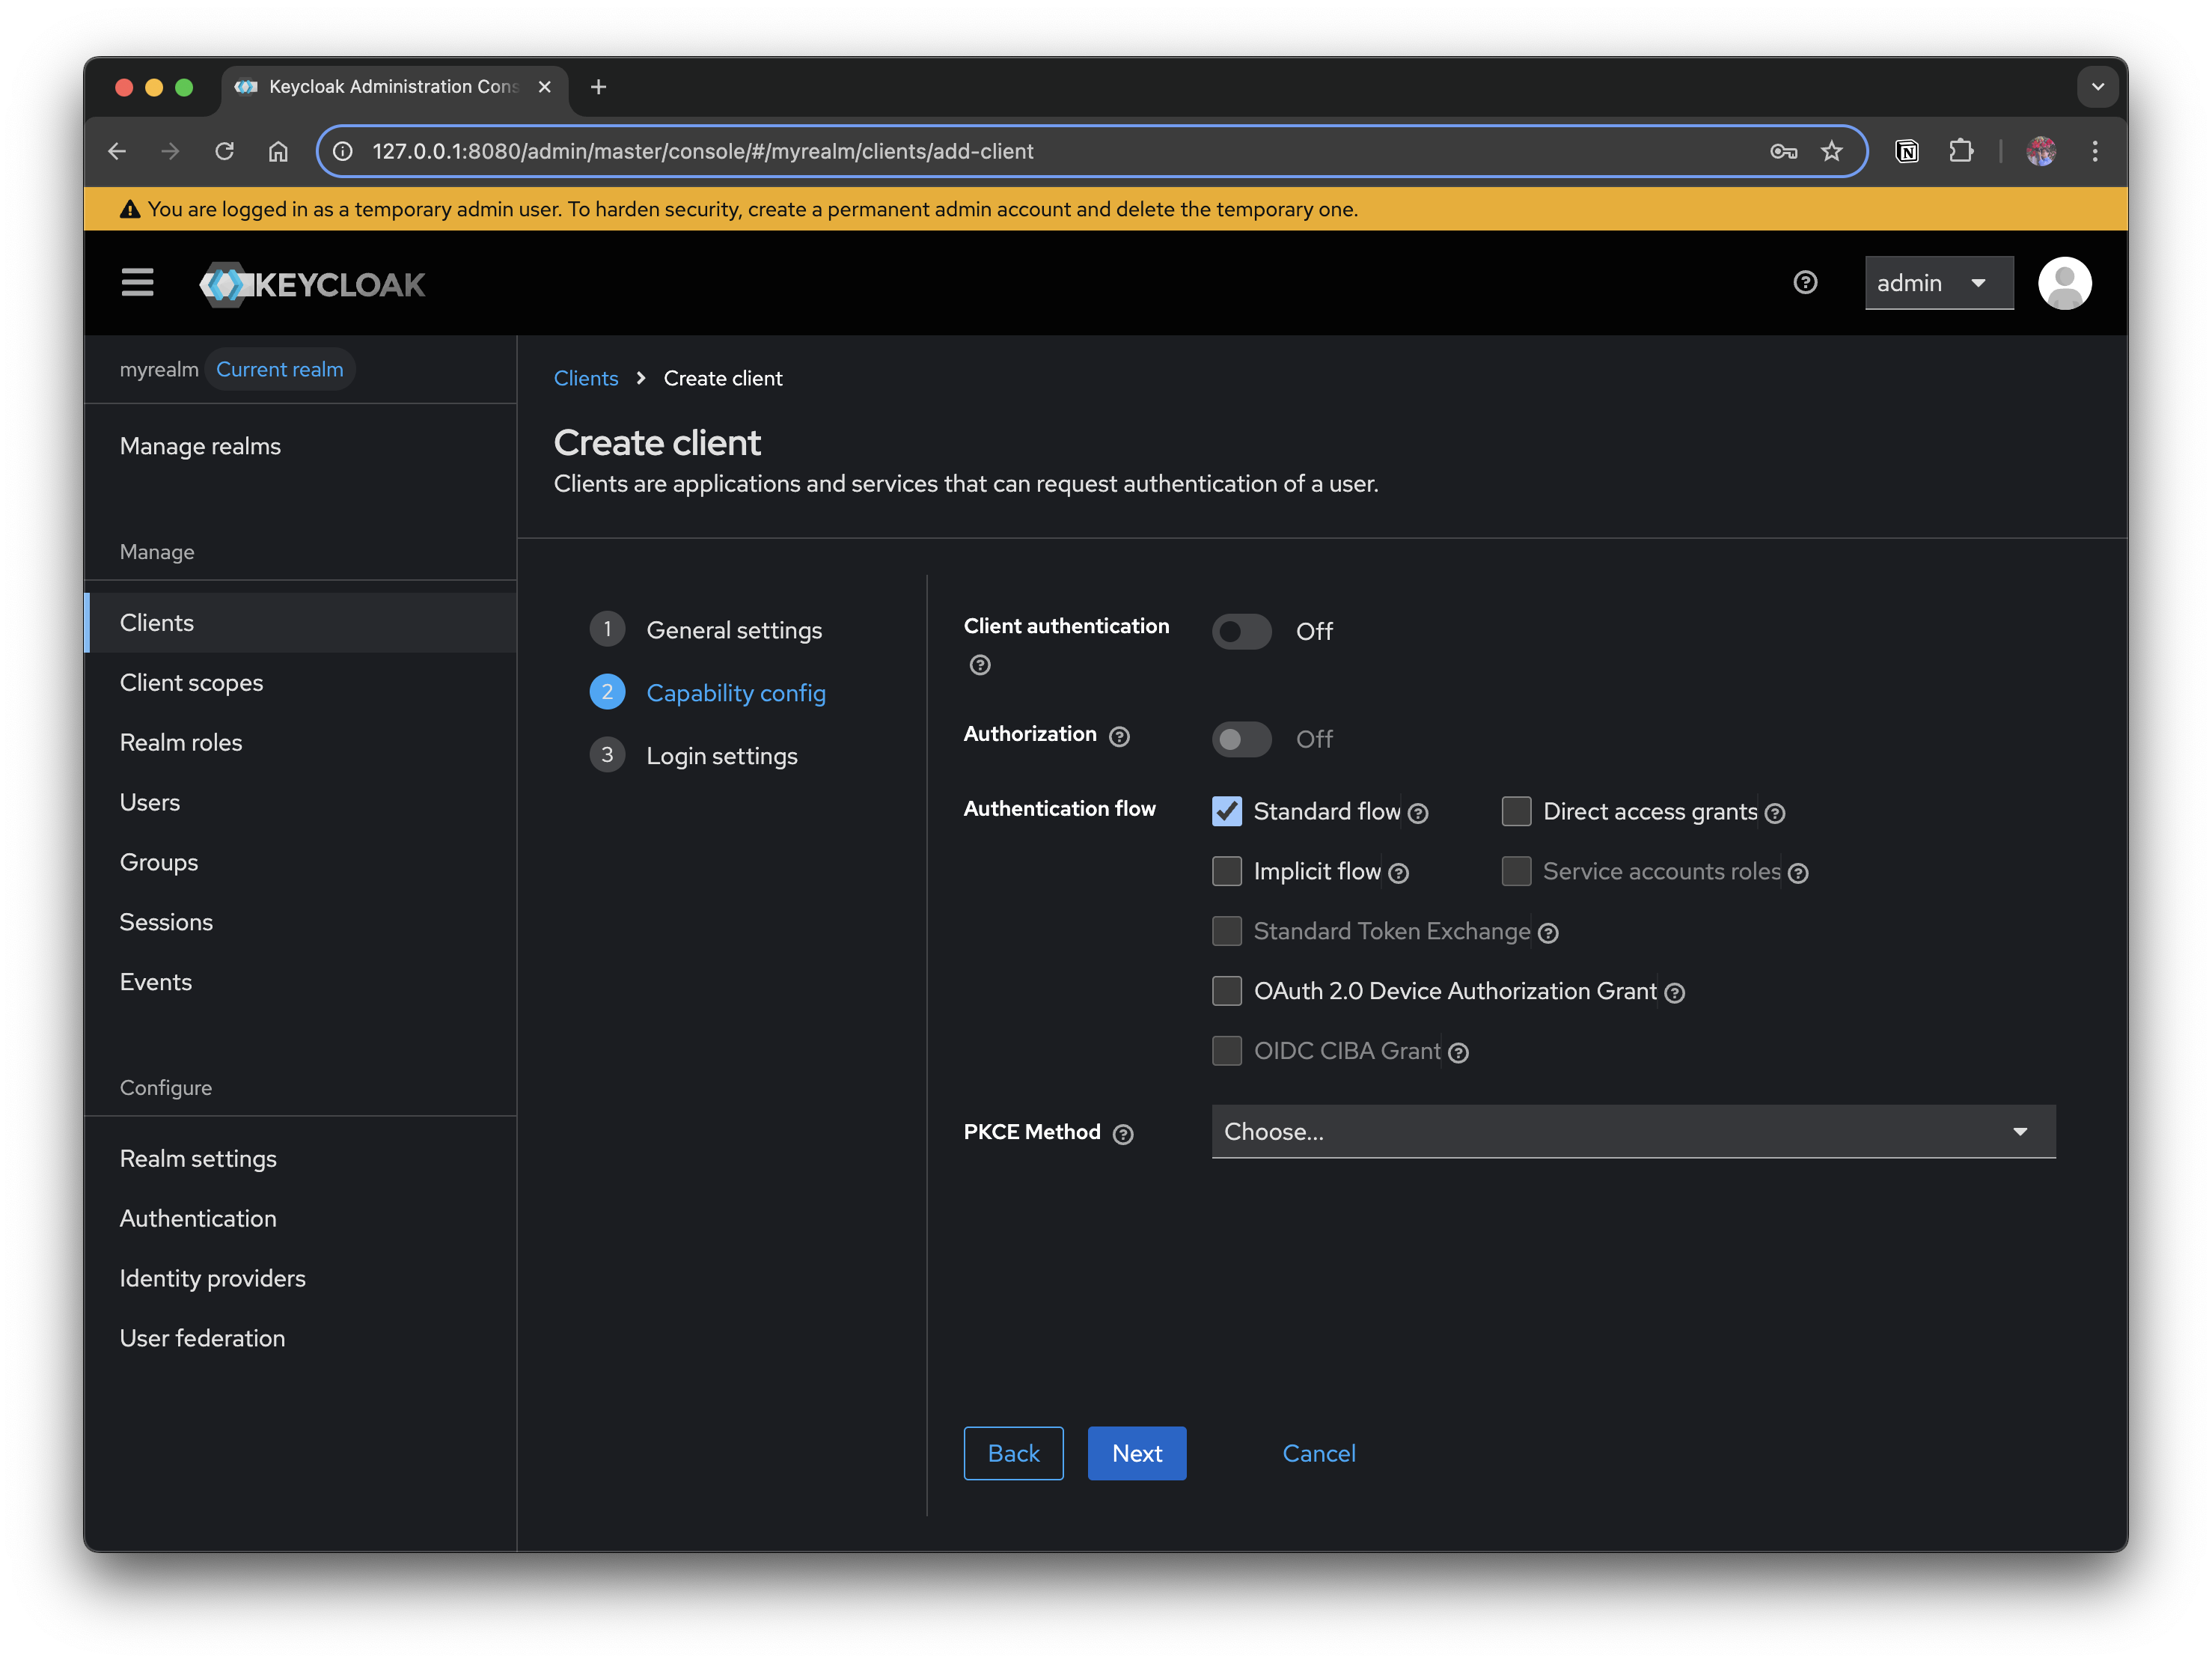 Keycloak Administration Cons
127.0.0.1:8080/admin/master/console/#/myrealm/clients/add-client
You are logged in as a temporary admin user. To harden security, create a permanent admin account and delete the temporary one.
KEYCLOAK
admin
myrealm Current realm
Manage realms
Manage
Clients
Client scopes
Realm roles
Users
Groups
Sessions
Events
Configure
Realm settings
Authentication
Identity providers
User federation
Clients > Create client
Create client
Clients are applications and services that can request authentication of a user.
1 General settings
2 Capability config
3 Login settings
Client authentication Off
Authorization Off
Authentication flow Standard flow Direct access grants
Implicit flow Service accounts roles
Standard Token Exchange
OAuth 2.0 Device Authorization Grant
OIDC CIBA Grant
PKCE Method Choose...
Back Next Cancel